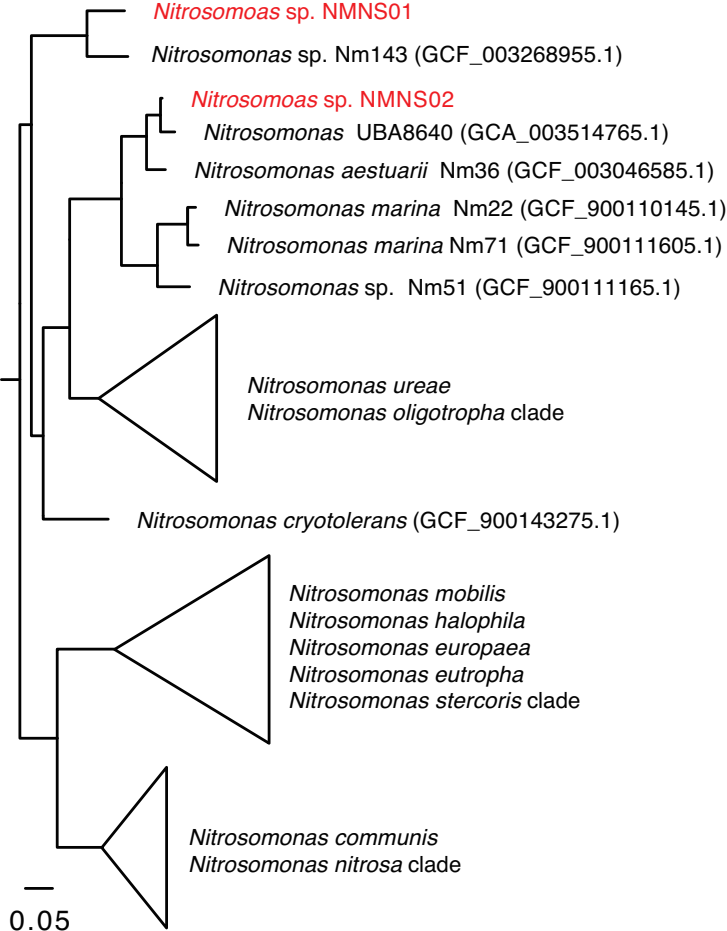 Nitrosomoas sp. NMNS01
Nitrosomonas sp. Nm143 (GCF_003268955.1)
Nitrosomoas sp. NMNS02
Nitrosomonas UBA8640 (GCA_003514765.1)
Nitrosomonas aestuarii Nm36 (GCF_003046585.1)
Nitrosomonas marina Nm22 (GCF_900110145.1)
Nitrosomonas marina Nm71 (GCF_900111605.1)
Nitrosomonas sp. Nm51 (GCF_900111165.1)
Nitrosomonas ureae
Nitrosomonas oligotropha clade
Nitrosomonas cryotolerans (GCF_900143275.1)
Nitrosomonas mobilis
Nitrosomonas halophila
Nitrosomonas europaea
Nitrosomonas eutropha
Nitrosomonas stercoris clade
Nitrosomonas communis
Nitrosomonas nitrosa clade
0.05